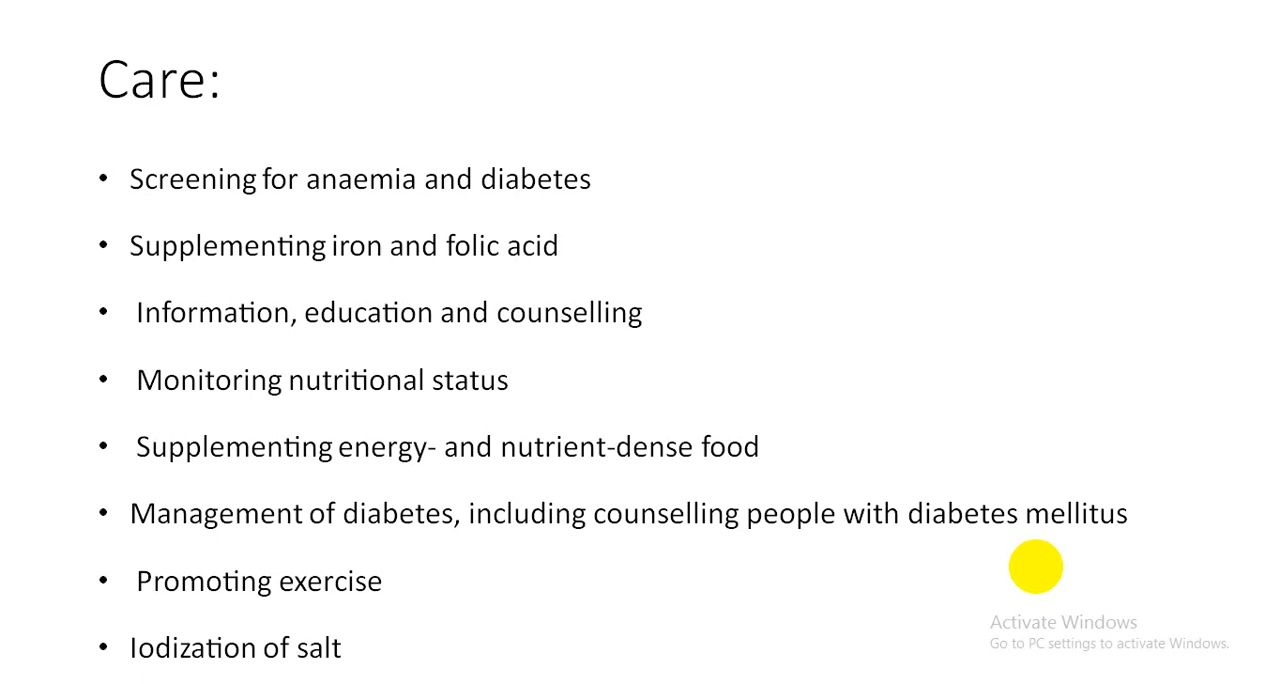 Care:
• Screening for anaemia and diabetes
• Supplementing iron and folic acid
• Information, education and counselling
• Monitoring nutritional status
• Supplementing energy- and nutrient-dense food
• Management of diabetes, including counselling people with diabetes mellitus
• Promoting exercise
• Iodization of salt
Activate Windows
Go to PC settings to activate Windows.